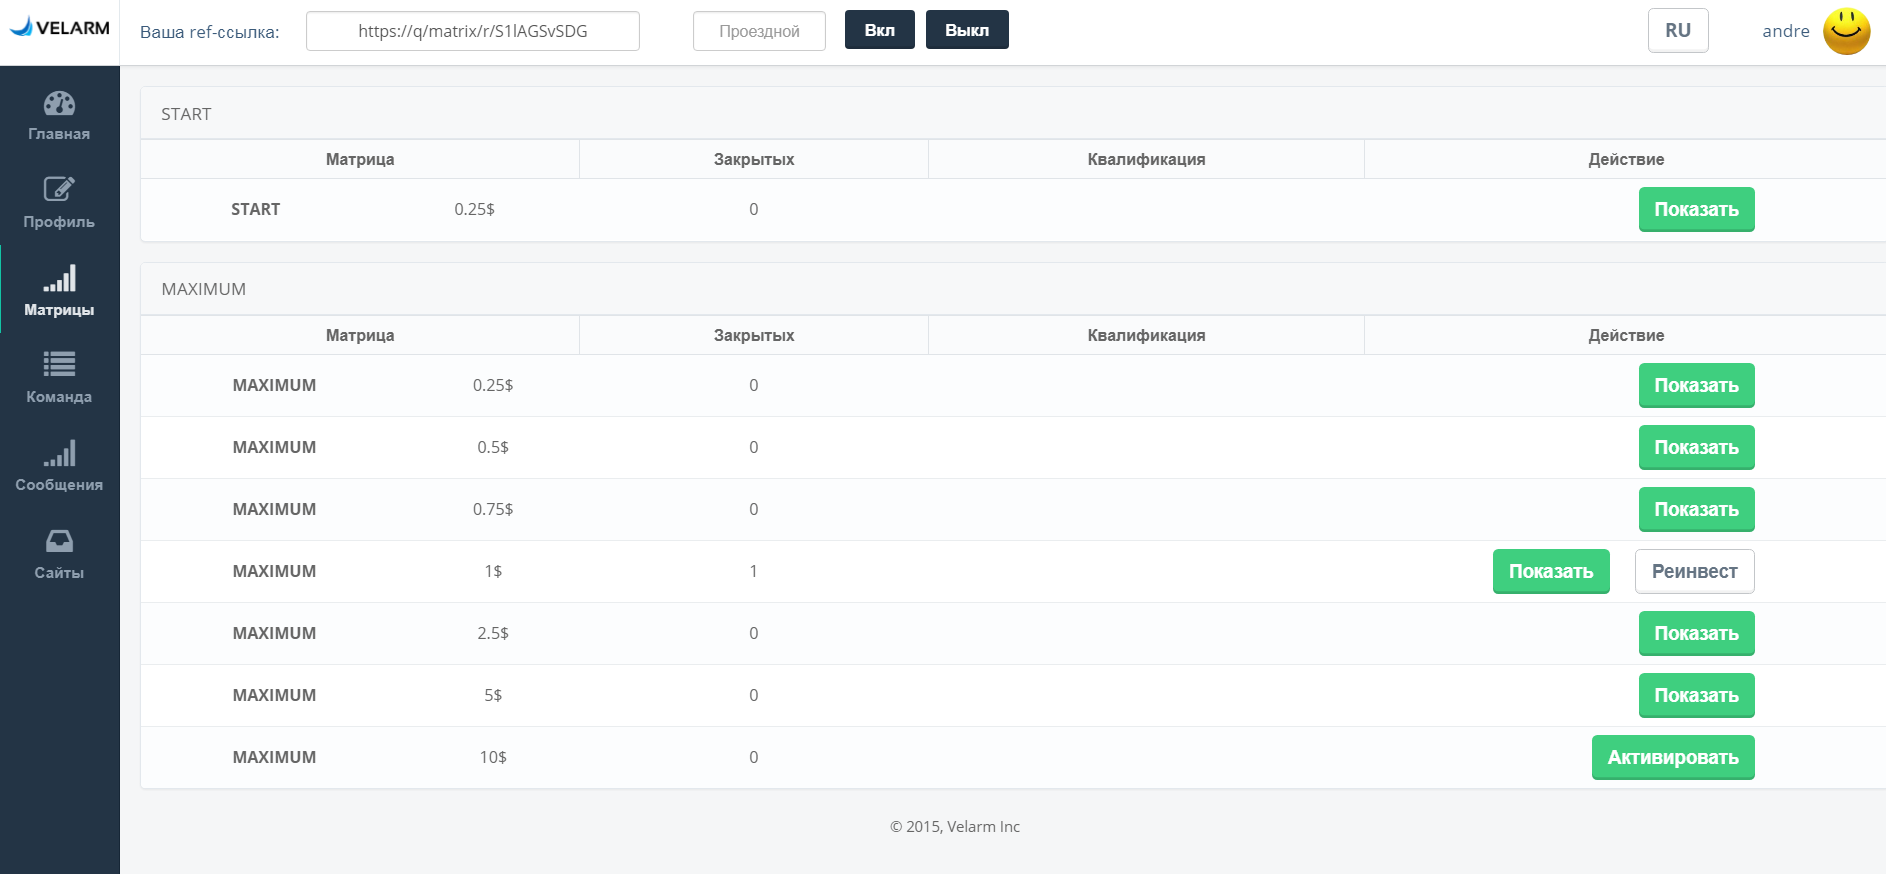 VELARM Ваша ref-ссылка: https://q/matrix/r/S1lAGSvSDG Проездной Вкл Выкл RU andre
Главная
Профиль
Матрицы
Команда
Сообщения
Сайты
START
Матрица Закрытых Квалификация Действие
START 0.25$ 0 Показать
MAXIMUM
Матрица Закрытых Квалификация Действие
MAXIMUM 0.25$ 0 Показать
MAXIMUM 0.5$ 0 Показать
MAXIMUM 0.75$ 0 Показать
MAXIMUM 1$ 1 Показать Реинвест
MAXIMUM 2.5$ 0 Показать
MAXIMUM 5$ 0 Показать
MAXIMUM 10$ 0 Активировать
© 2015, Velarm Inc